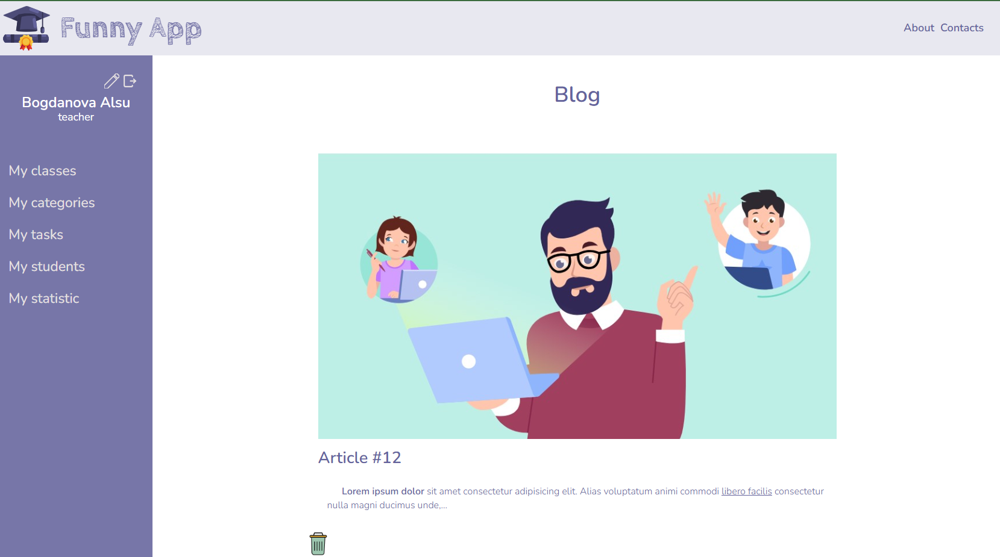 Funny App
About Contacts
Bogdanova Alsu
teacher
My classes
My categories
My tasks
My students
My statistic
Blog
Article #12
Lorem ipsum dolor sit amet consectetur adipisicing elit. Alias voluptatum animi commodi libero facilis consectetur
nulla magni ducimus unde,...